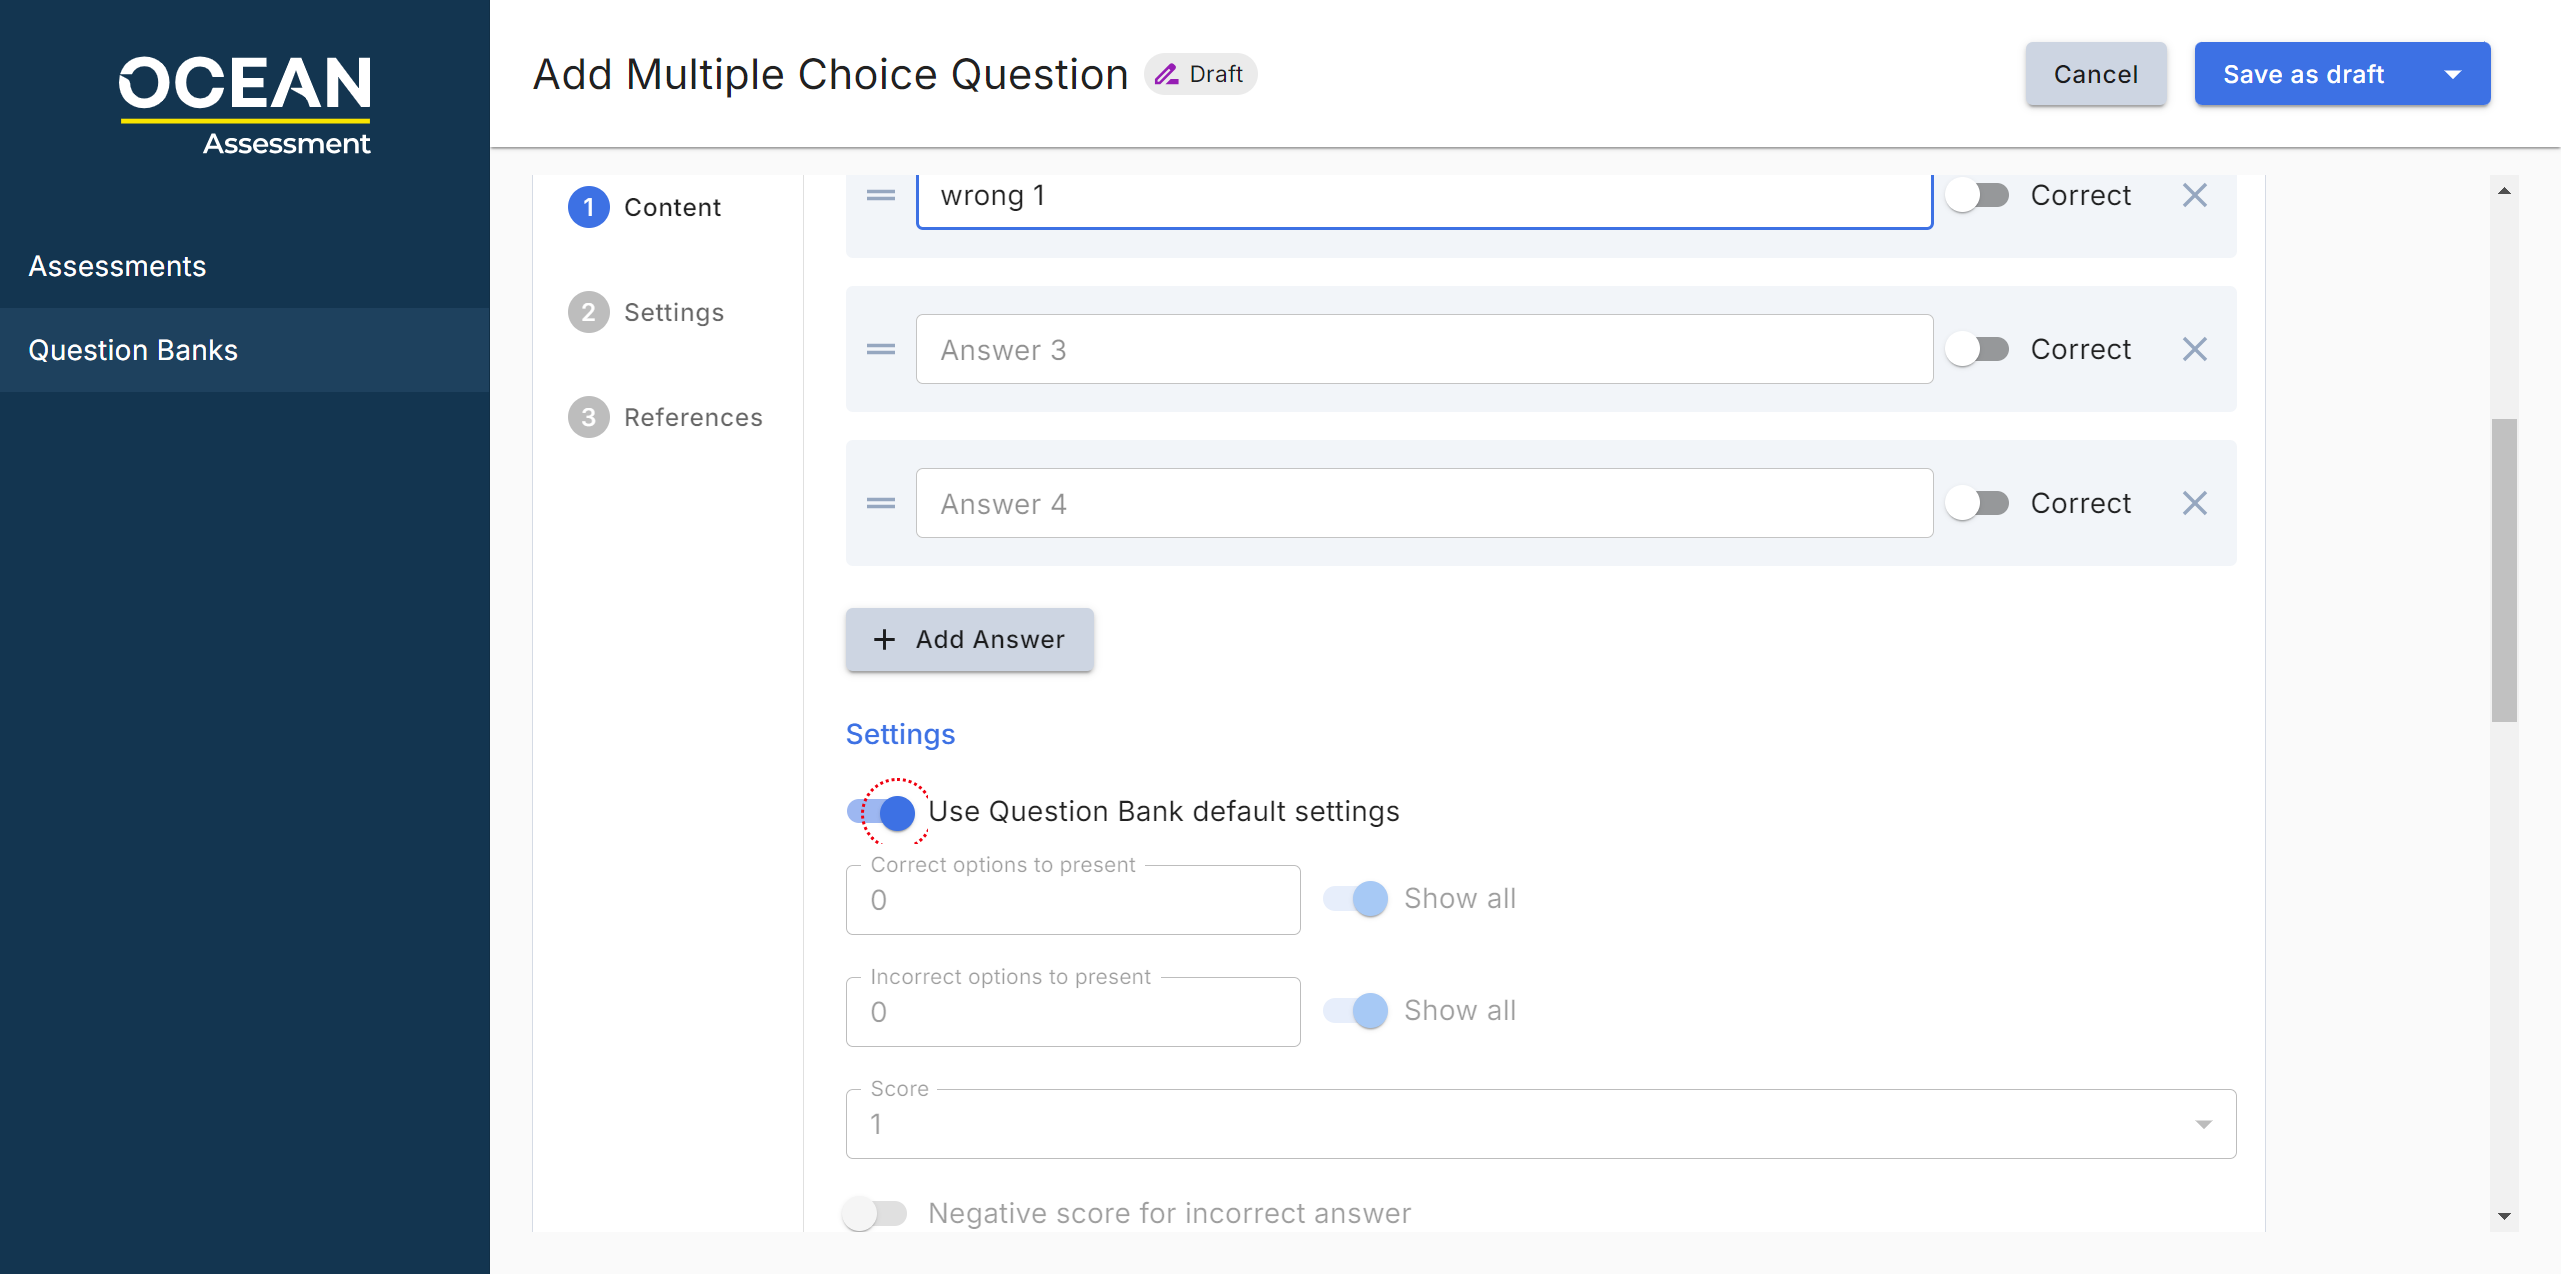 OCEAN
Assessment
Assessments
Question Banks
Add Multiple Choice Question
Draft
Cancel
Save as draft
1 Content
2 Settings
3 References
wrong 1
Correct
Answer 3
Correct
Answer 4
Correct
+ Add Answer
Settings
Use Question Bank default settings
Correct options to present
0
Show all
Incorrect options to present
0
Show all
Score
1
Negative score for incorrect answer